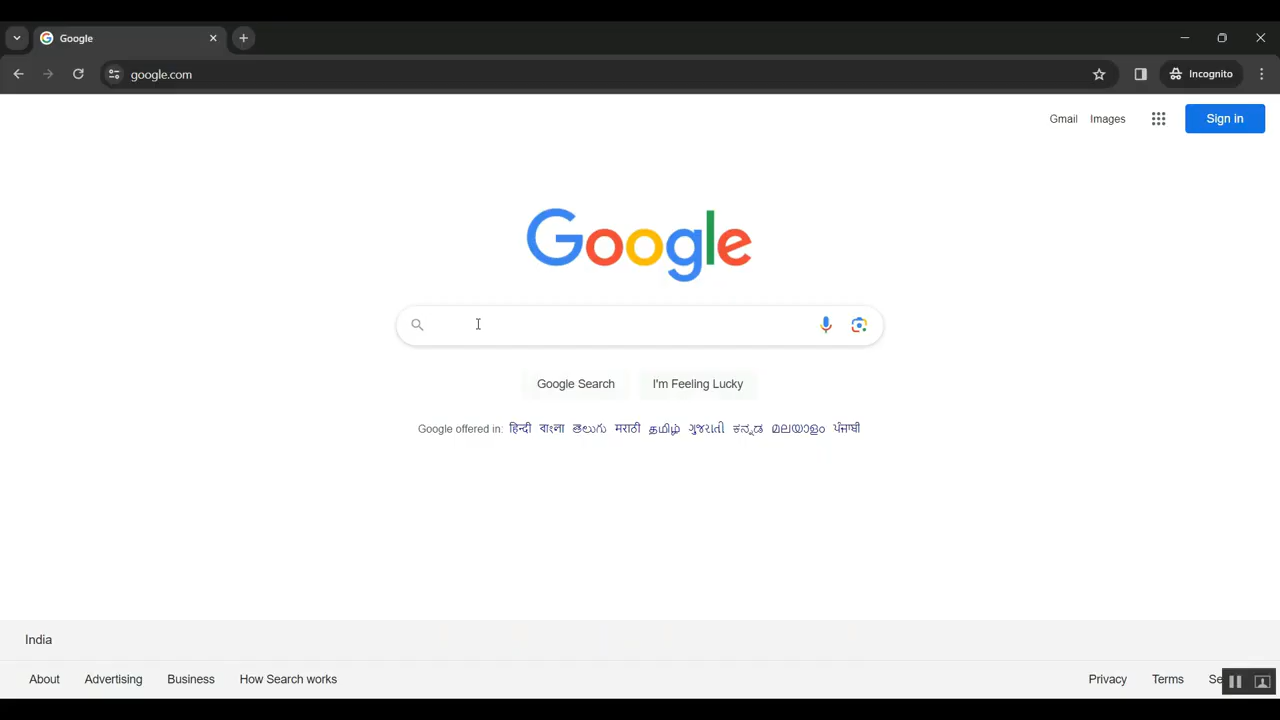 Google
google.com
Incognito
Gmail Images Sign in
Google
Google Search I'm Feeling Lucky
Google offered in: हिन्दी বাংলা తెలుగు मराठी தமிழ் ગુજરાતી ಕನ್ನಡ മലയാളം ਪੰਜਾਬੀ
India
About Advertising Business How Search works Privacy Terms Se